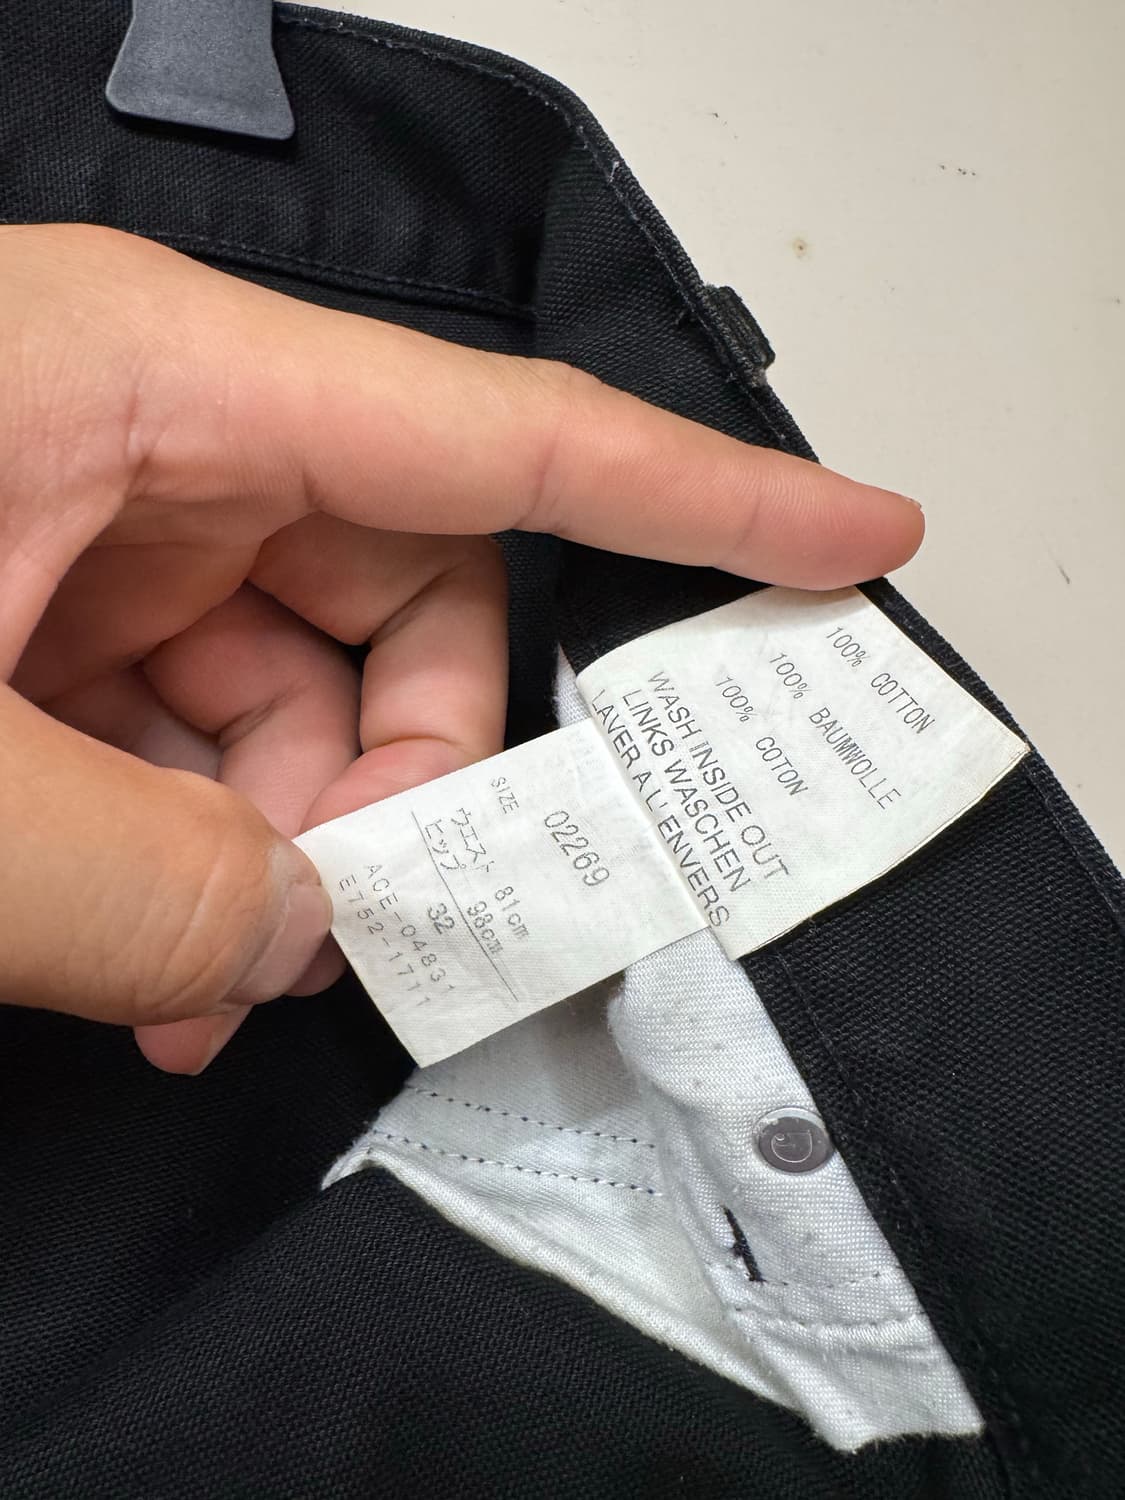 100% COTTON
100% BAUMWOLLE
100% COTON
WASH INSIDE OUT
LINKS WASCHEN
LAVER A L' ENVERS
02269
SIZE
ウエスト 81cm
ヒップ 98cm
32
ACE-04831
E752-1711